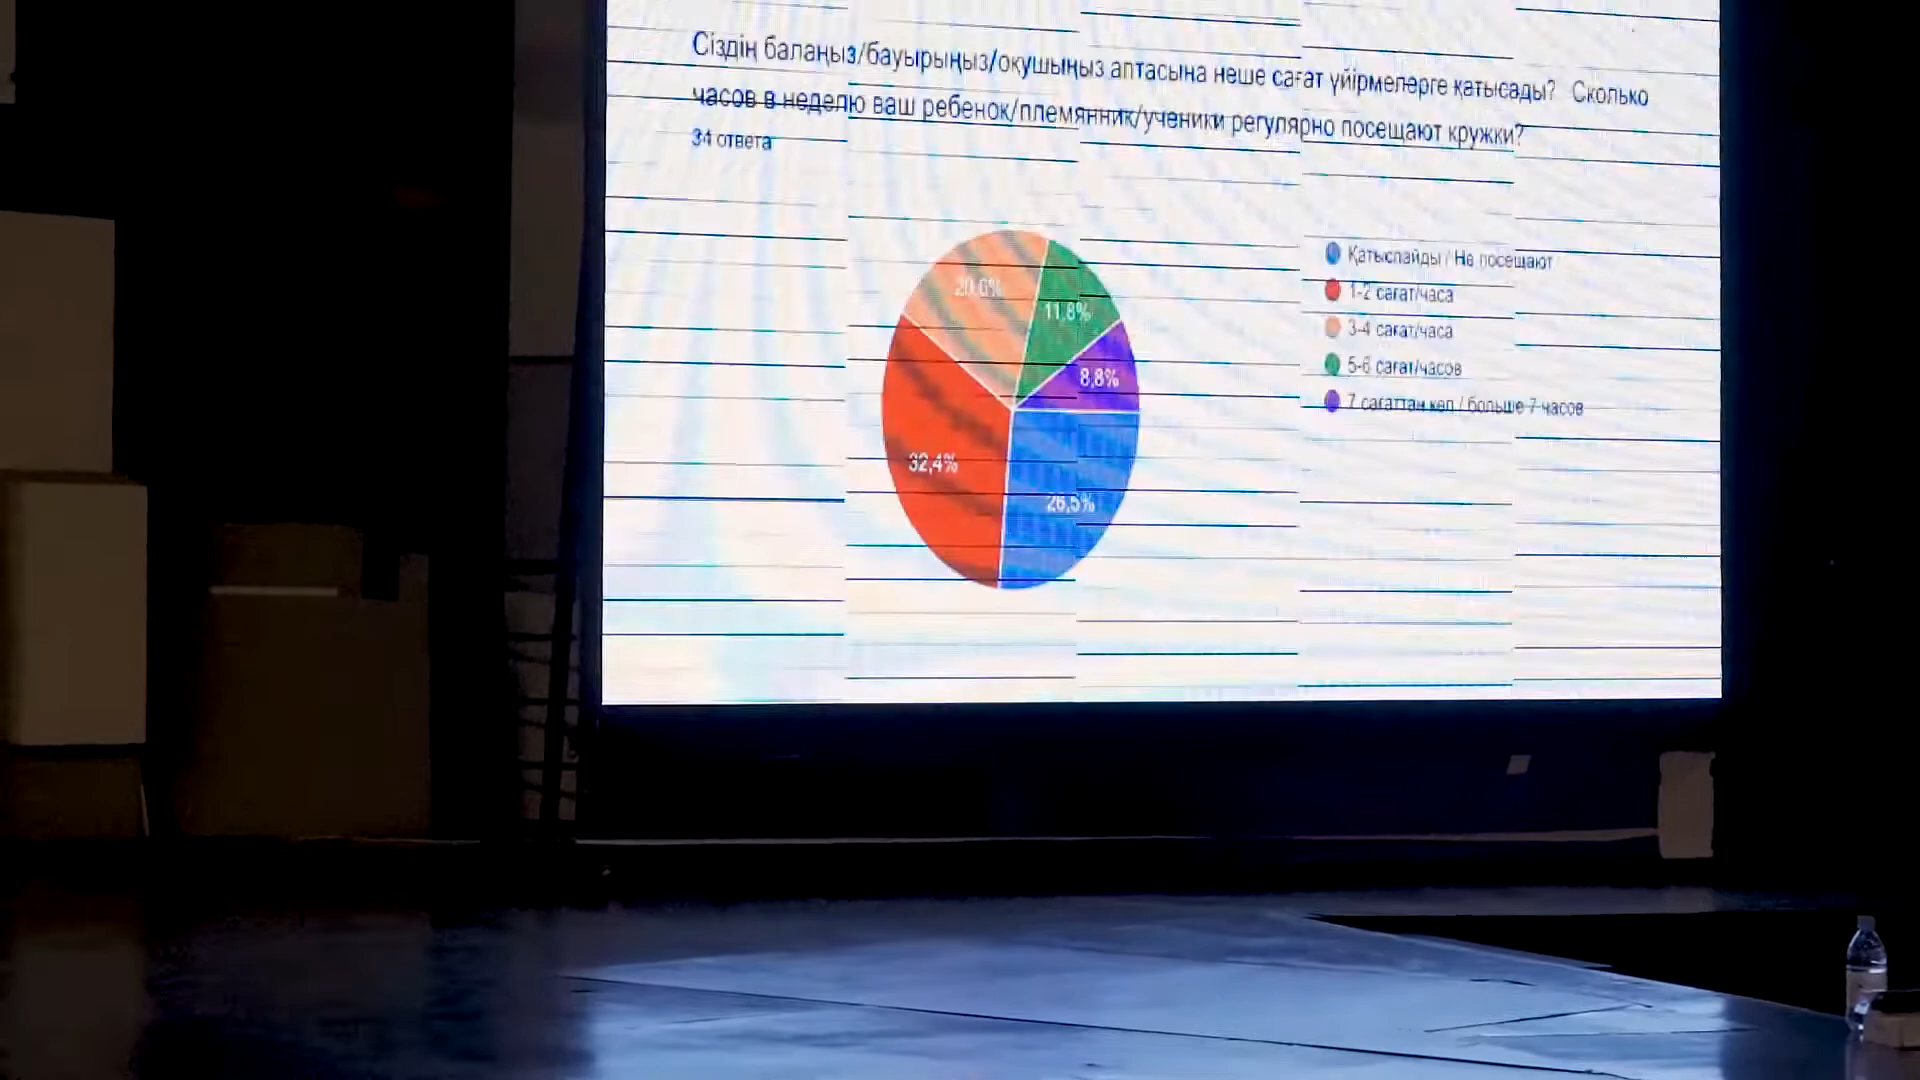 Сіздің балаңыз/бауырыңыз/оқушыңыз аптасына неше сағат үйірмелерге қатысады? Сколько
часов в неделю ваш ребенок/племянник/ученики регулярно посещают кружки?
34 ответа
20,6%
11,8%
8,8%
32,4%
26,5%
Қатыспайды / Не посещают
1-2 сағат/часа
3-4 сағат/часа
5-6 сағат/часов
7 сағаттан көп / больше 7 часов